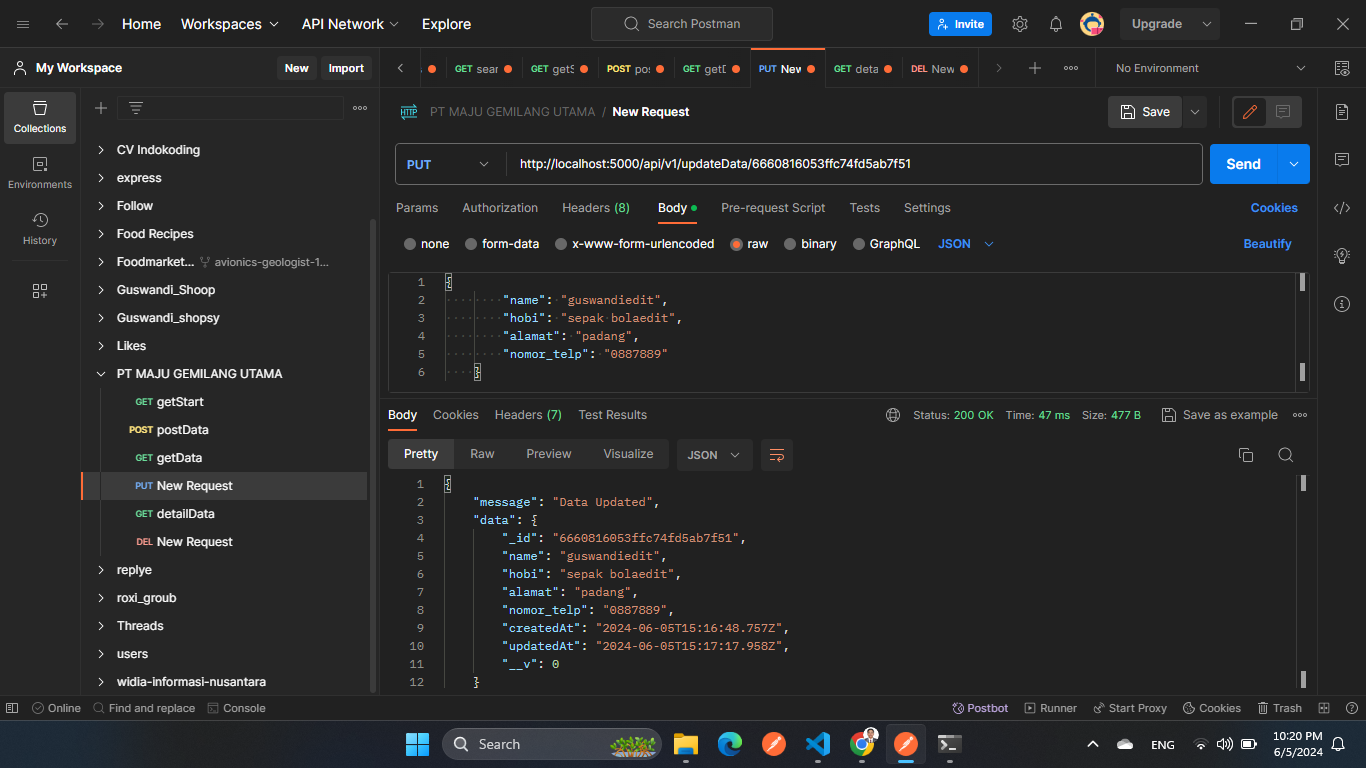 Home Workspaces API Network Explore Search Postman Invite Upgrade
My Workspace New Import
GET sear GET getS POST pos GET getD PUT New GET deta DEL New No Environment
Collections
Environments
History
CV Indokoding
express
Follow
Food Recipes
Foodmarket... avionics-geologist-1...
Guswandi_Shoop
Guswandi_shopsy
Likes
PT MAJU GEMILANG UTAMA
GET getStart
POST postData
GET getData
PUT New Request
GET detailData
DEL New Request
replye
roxi_groub
Threads
users
widia-informasi-nusantara
HTTP PT MAJU GEMILANG UTAMA / New Request Save
PUT http://localhost:5000/api/v1/updateData/6660816053ffc74fd5ab7f51 Send
Params Authorization Headers (8) Body Pre-request Script Tests Settings Cookies
none form-data x-www-form-urlencoded raw binary GraphQL JSON Beautify
1 {
2 "name": "guswandiedit",
3 "hobi": "sepak bolaedit",
4 "alamat": "padang",
5 "nomor_telp": "0887889"
6 }
Body Cookies Headers (7) Test Results Status: 200 OK Time: 47 ms Size: 477 B Save as example
Pretty Raw Preview Visualize JSON
1 {
2 "message": "Data Updated",
3 "data": {
4 "_id": "6660816053ffc74fd5ab7f51",
5 "name": "guswandiedit",
6 "hobi": "sepak bolaedit",
7 "alamat": "padang",
8 "nomor_telp": "0887889",
9 "createdAt": "2024-06-05T15:16:48.757Z",
10 "updatedAt": "2024-06-05T15:17:17.958Z",
11 "__v": 0
12 }
Online Find and replace Console Postbot Runner Start Proxy Cookies Trash
Search ENG 10:20 PM
6/5/2024